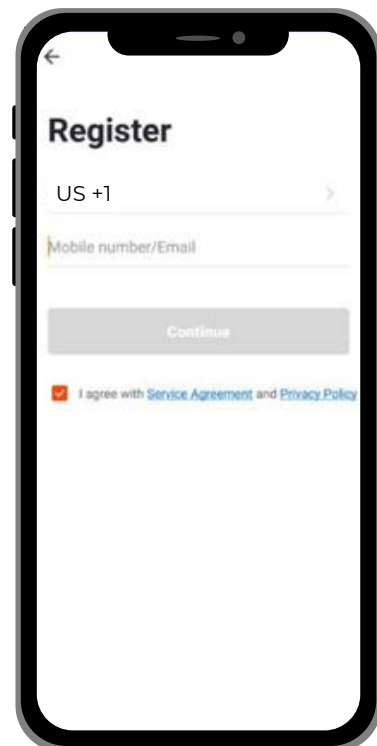 Register
US +1
Mobile number/Email
Continue
I agree with Service Agreement and Privacy Policy